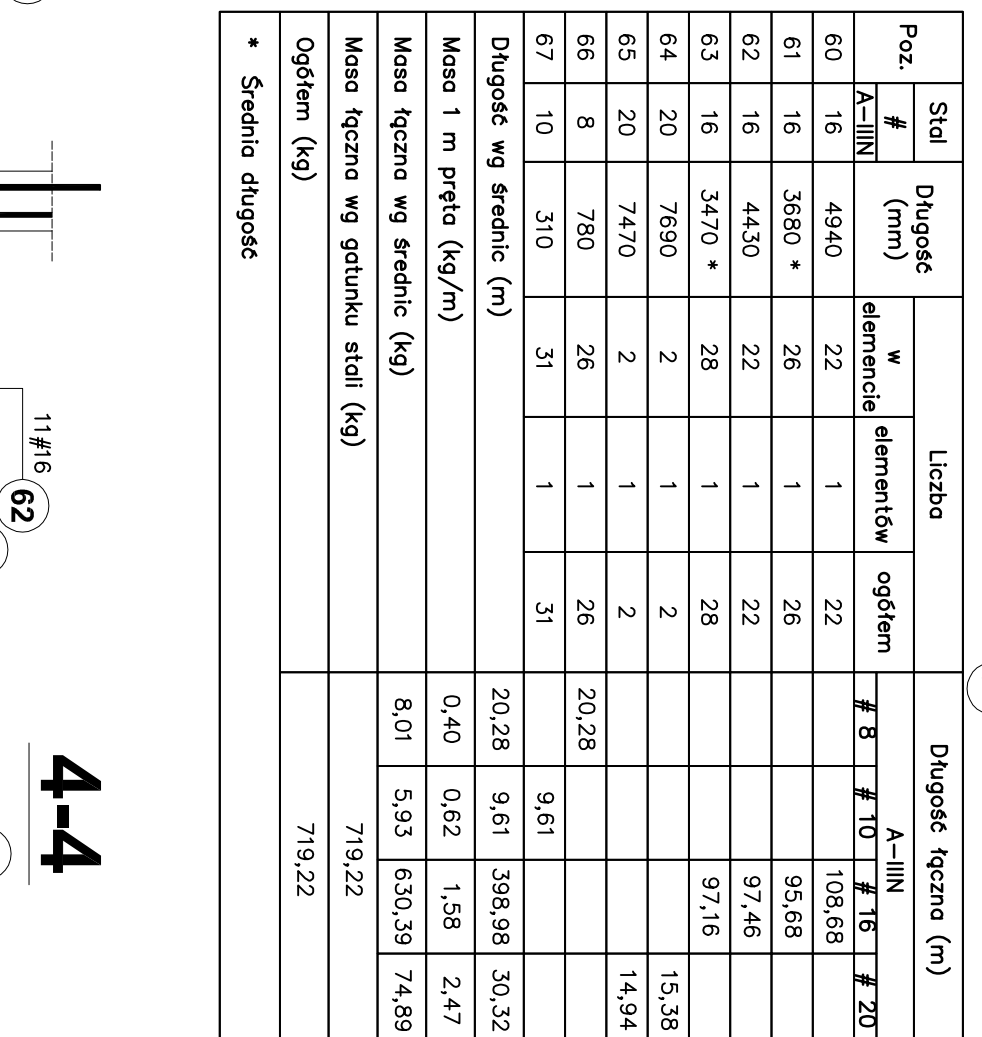 Poz. Stal Długość (mm) Liczba Długość łączna (m)
# A-IIIN w elemencie elementów ogółem A-IIIN
# 8 # 10 # 16 # 20
60 16 4940 22 1 22 108,68
61 16 3680 * 26 1 26 95,68
62 16 4430 22 1 22 97,46
63 16 3470 * 28 1 28 97,16
64 20 7690 2 1 2 15,38
65 20 7470 2 1 2 14,94
66 8 780 26 1 26 20,28
67 10 310 31 1 31 9,61
Długość wg średnic (m) 20,28 9,61 398,98 30,32
Masa 1 m pręta (kg/m) 0,40 0,62 1,58 2,47
Masa łączna wg średnic (kg) 8,01 5,93 630,39 74,89
Masa łączna wg gatunku stali (kg) 719,22
Ogółem (kg) 719,22
* Średnia długość
11#16 62
4-4